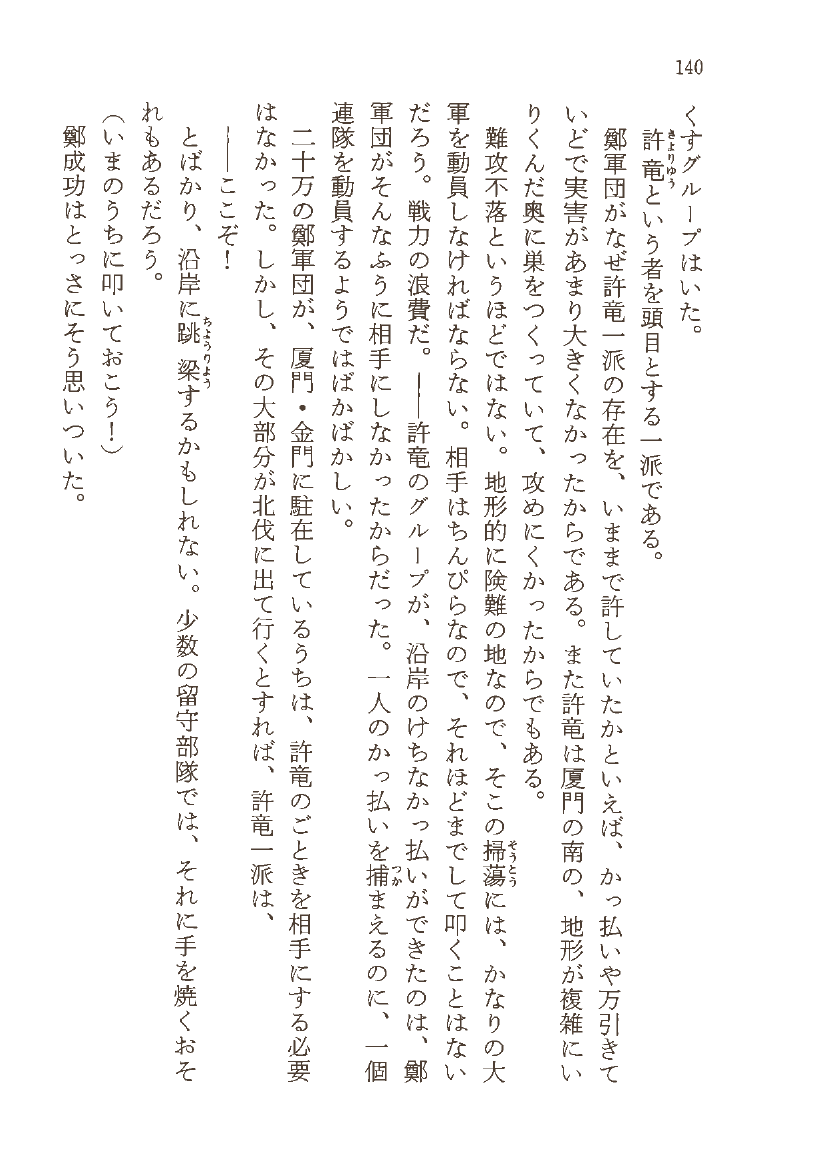 140
くすグループはいた。
許竜という者を頭目とする一派である。
鄭軍団がなぜ許竜一派の存在を、いままで許していたかといえば、かっ払いや万引きて
いどで実害があまり大きくなかったからである。また許竜は厦門の南の、地形が複雑にい
りくんだ奥に巣をつくっていて、攻めにくかったからでもある。
難攻不落というほどではない。地形的に険難の地なので、そこの掃蕩には、かなりの大
軍を動員しなければならない。相手はちんぴらなので、それほどまでして叩くことはない
だろう。戦力の浪費だ。――許竜のグループが、沿岸のけちなかっ払いができたのは、鄭
軍団がそんなふうに相手にしなかったからだった。一人のかっ払いを捕まえるのに、一個
連隊を動員するようではばかばかしい。
二十万の鄭軍団が、厦門・金門に駐在しているうちは、許竜のごときを相手にする必要
はなかった。しかし、その大部分が北伐に出て行くとすれば、許竜一派は、
――ここぞ！
とばかり、沿岸に跳梁するかもしれない。少数の留守部隊では、それに手を焼くおそ
れもあるだろう。
（いまのうちに叩いておこう！）
鄭成功はとっさにそう思いついた。